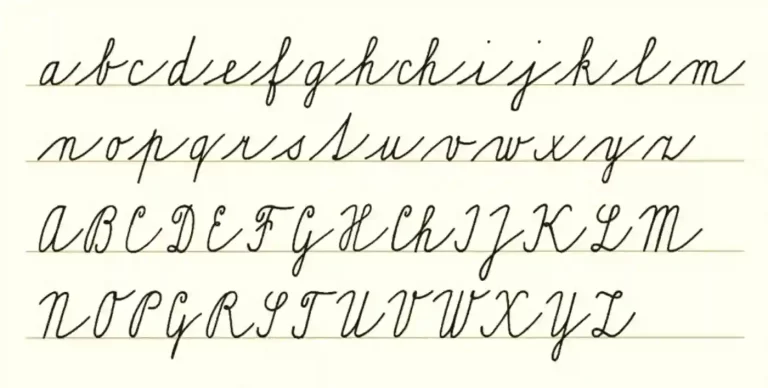 a b c d e f g h ch i j k l m
n o p q r s t u v w x y z
A B C D E F G H Ch I J K L M
N O P Q R S T U V W X Y Z